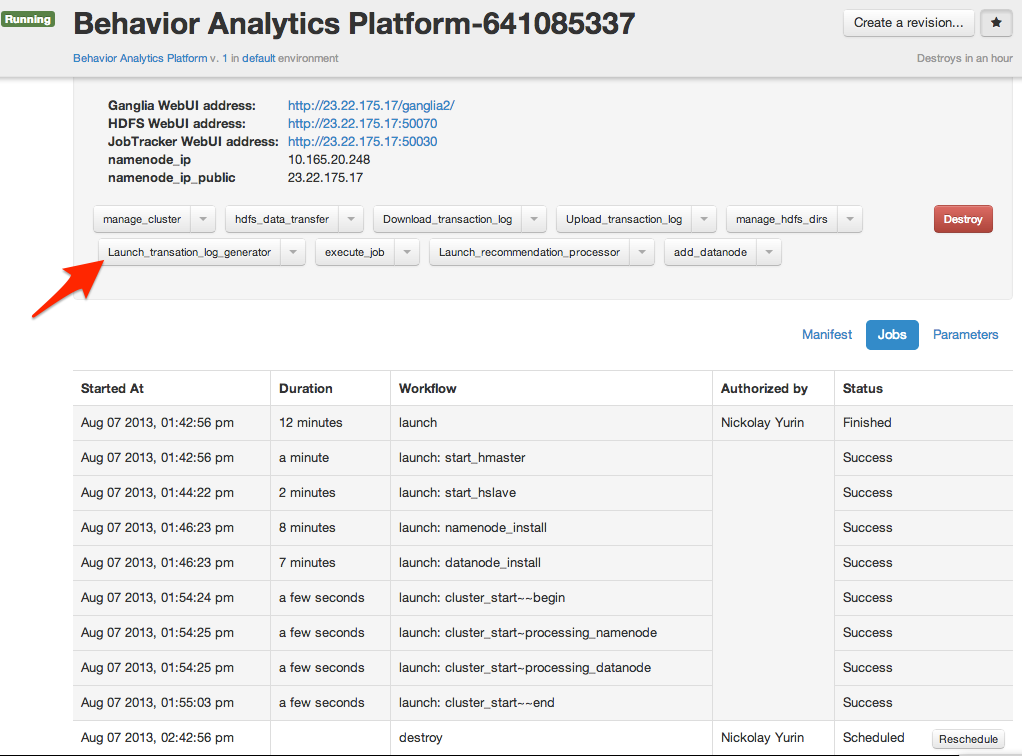 Running
Behavior Analytics Platform-641085337
Create a revision... ★
Behavior Analytics Platform v. 1 in default environment
Destroys in an hour
Ganglia WebUI address: http://23.22.175.17/ganglia2/
HDFS WebUI address: http://23.22.175.17:50070
JobTracker WebUI address: http://23.22.175.17:50030
namenode_ip 10.165.20.248
namenode_ip_public 23.22.175.17
manage_cluster hdfs_data_transfer Download_transaction_log Upload_transaction_log manage_hdfs_dirs Destroy
Launch_transation_log_generator execute_job Launch_recommendation_processor add_datanode
Manifest Jobs Parameters
Started At Duration Workflow Authorized by Status
Aug 07 2013, 01:42:56 pm 12 minutes launch Nickolay Yurin Finished
Aug 07 2013, 01:42:56 pm a minute launch: start_hmaster Success
Aug 07 2013, 01:44:22 pm 2 minutes launch: start_hslave Success
Aug 07 2013, 01:46:23 pm 8 minutes launch: namenode_install Success
Aug 07 2013, 01:46:23 pm 7 minutes launch: datanode_install Success
Aug 07 2013, 01:54:24 pm a few seconds launch: cluster_start~~begin Success
Aug 07 2013, 01:54:25 pm a few seconds launch: cluster_start~processing_namenode Success
Aug 07 2013, 01:54:25 pm a few seconds launch: cluster_start~processing_datanode Success
Aug 07 2013, 01:55:03 pm a few seconds launch: cluster_start~~end Success
Aug 07 2013, 02:42:56 pm destroy Nickolay Yurin Scheduled Reschedule